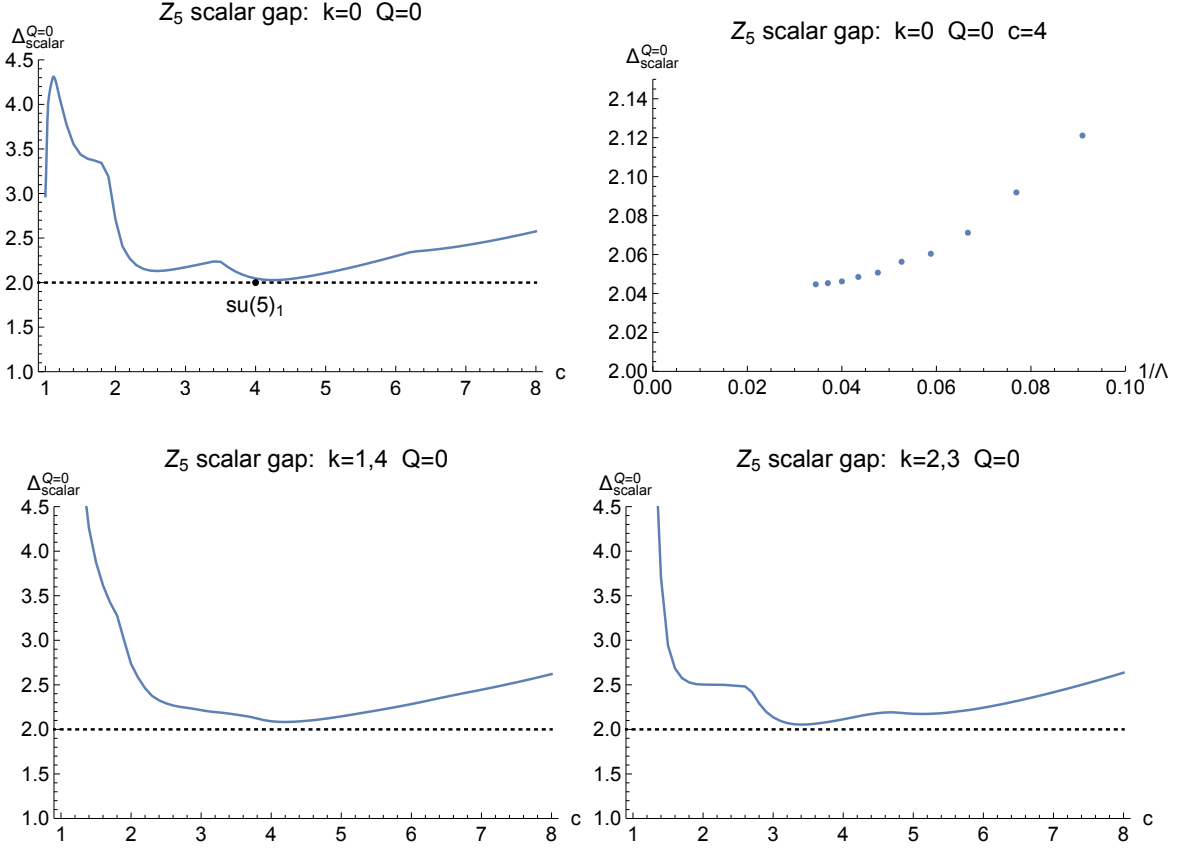 Z5 scalar gap: k=0 Q=0
Δ^{Q=0}_{scalar}
4.5
4.0
3.5
3.0
2.5
2.0
1.5
1.0
su(5)1
1 2 3 4 5 6 7 8 c
Z5 scalar gap: k=0 Q=0 c=4
Δ^{Q=0}_{scalar}
2.14
2.12
2.10
2.08
2.06
2.04
2.02
2.00
0.00 0.02 0.04 0.06 0.08 0.10 1/Λ
Z5 scalar gap: k=1,4 Q=0
Δ^{Q=0}_{scalar}
4.5
4.0
3.5
3.0
2.5
2.0
1.5
1.0
1 2 3 4 5 6 7 8 c
Z5 scalar gap: k=2,3 Q=0
Δ^{Q=0}_{scalar}
4.5
4.0
3.5
3.0
2.5
2.0
1.5
1.0
1 2 3 4 5 6 7 8 c